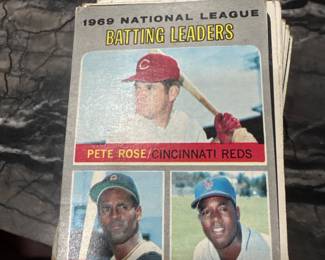 1969 NATIONAL LEAGUE
BATTING LEADERS
PETE ROSE/CINCINNATI REDS